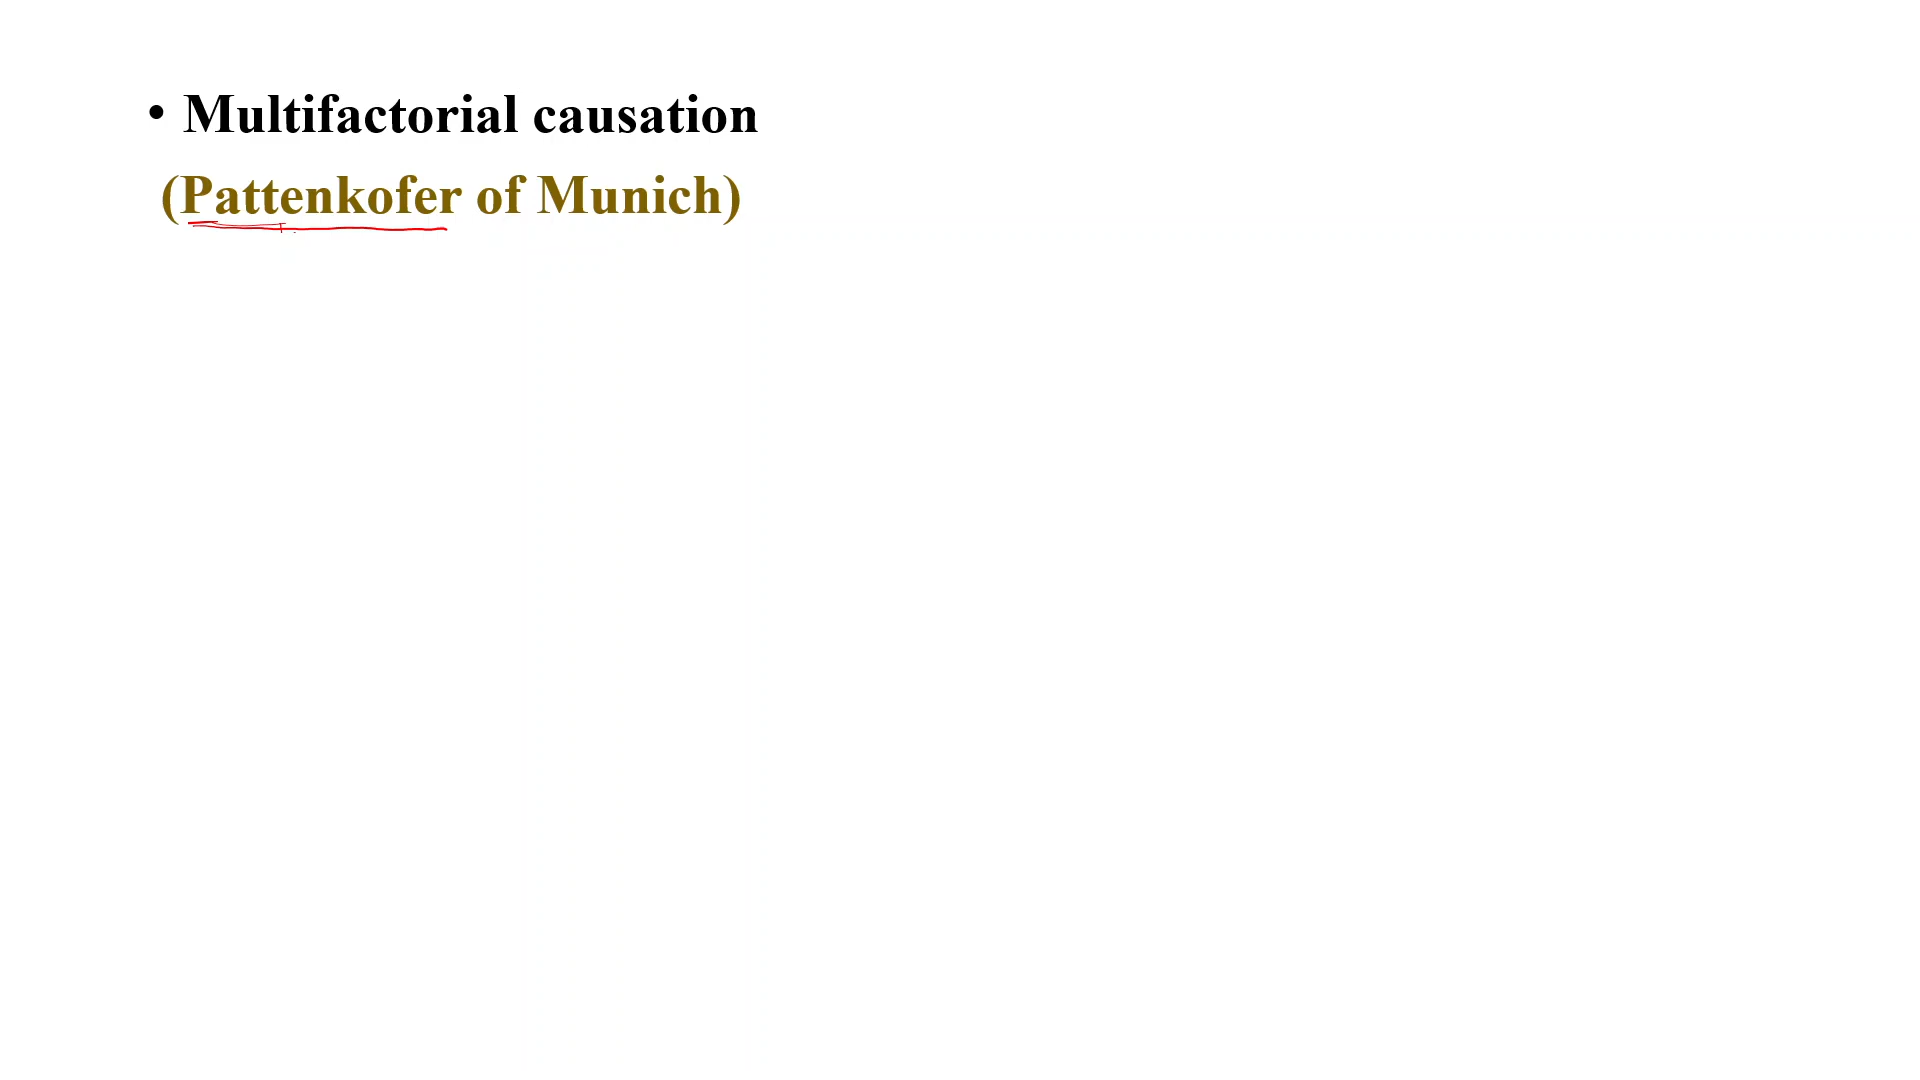 • Multifactorial causation
(Pattenkofer of Munich)